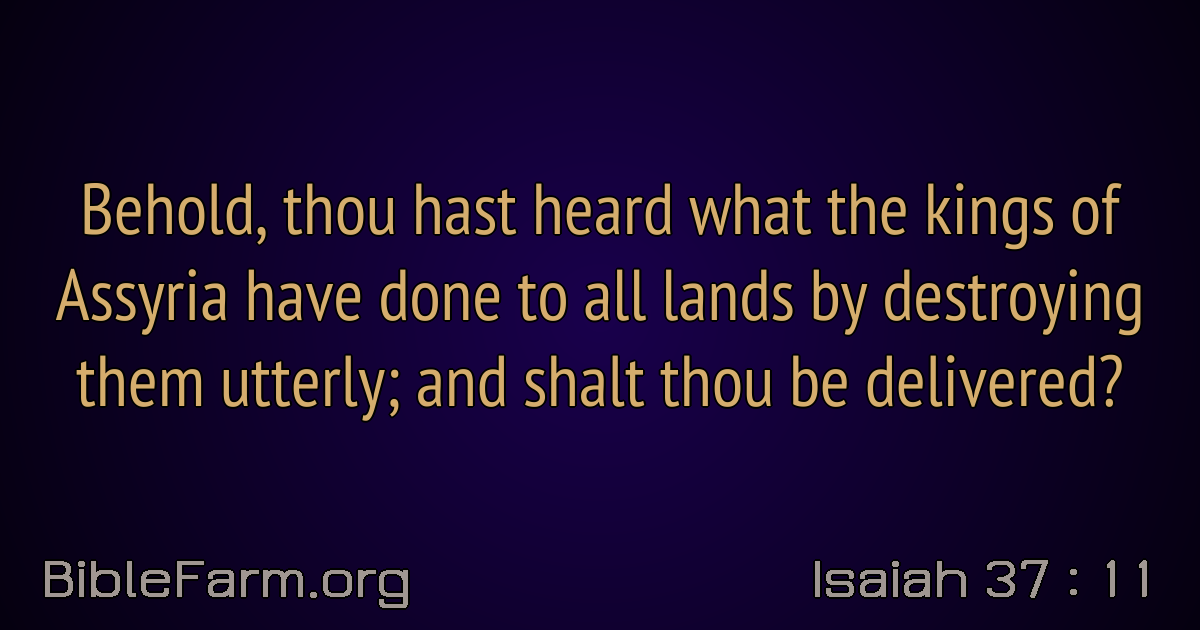 Behold, thou hast heard what the kings of
Assyria have done to all lands by destroying
them utterly; and shalt thou be delivered?
BibleFarm.org
Isaiah 37 : 11